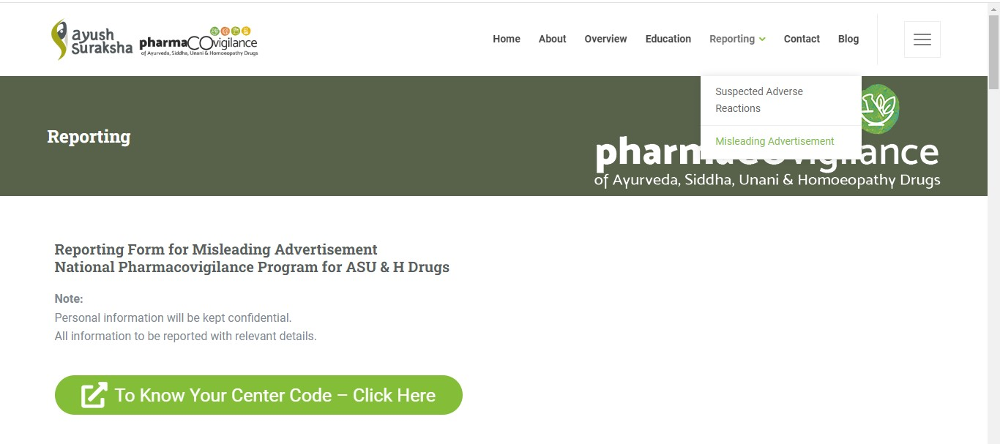 ayush
Suraksha
pharmaCOvigilance
of Ayurveda, Siddha, Unani & Homoeopathy Drugs
Home
About
Overview
Education
Reporting
Contact
Blog
Suspected Adverse
Reactions
Misleading Advertisement
Reporting
of Ayurveda, Siddha, Unani & Homoeopathy Drugs
Reporting Form for Misleading Advertisement
National Pharmacovigilance Program for ASU & H Drugs
Note:
Personal information will be kept confidential.
All information to be reported with relevant details.
To Know Your Center Code – Click Here